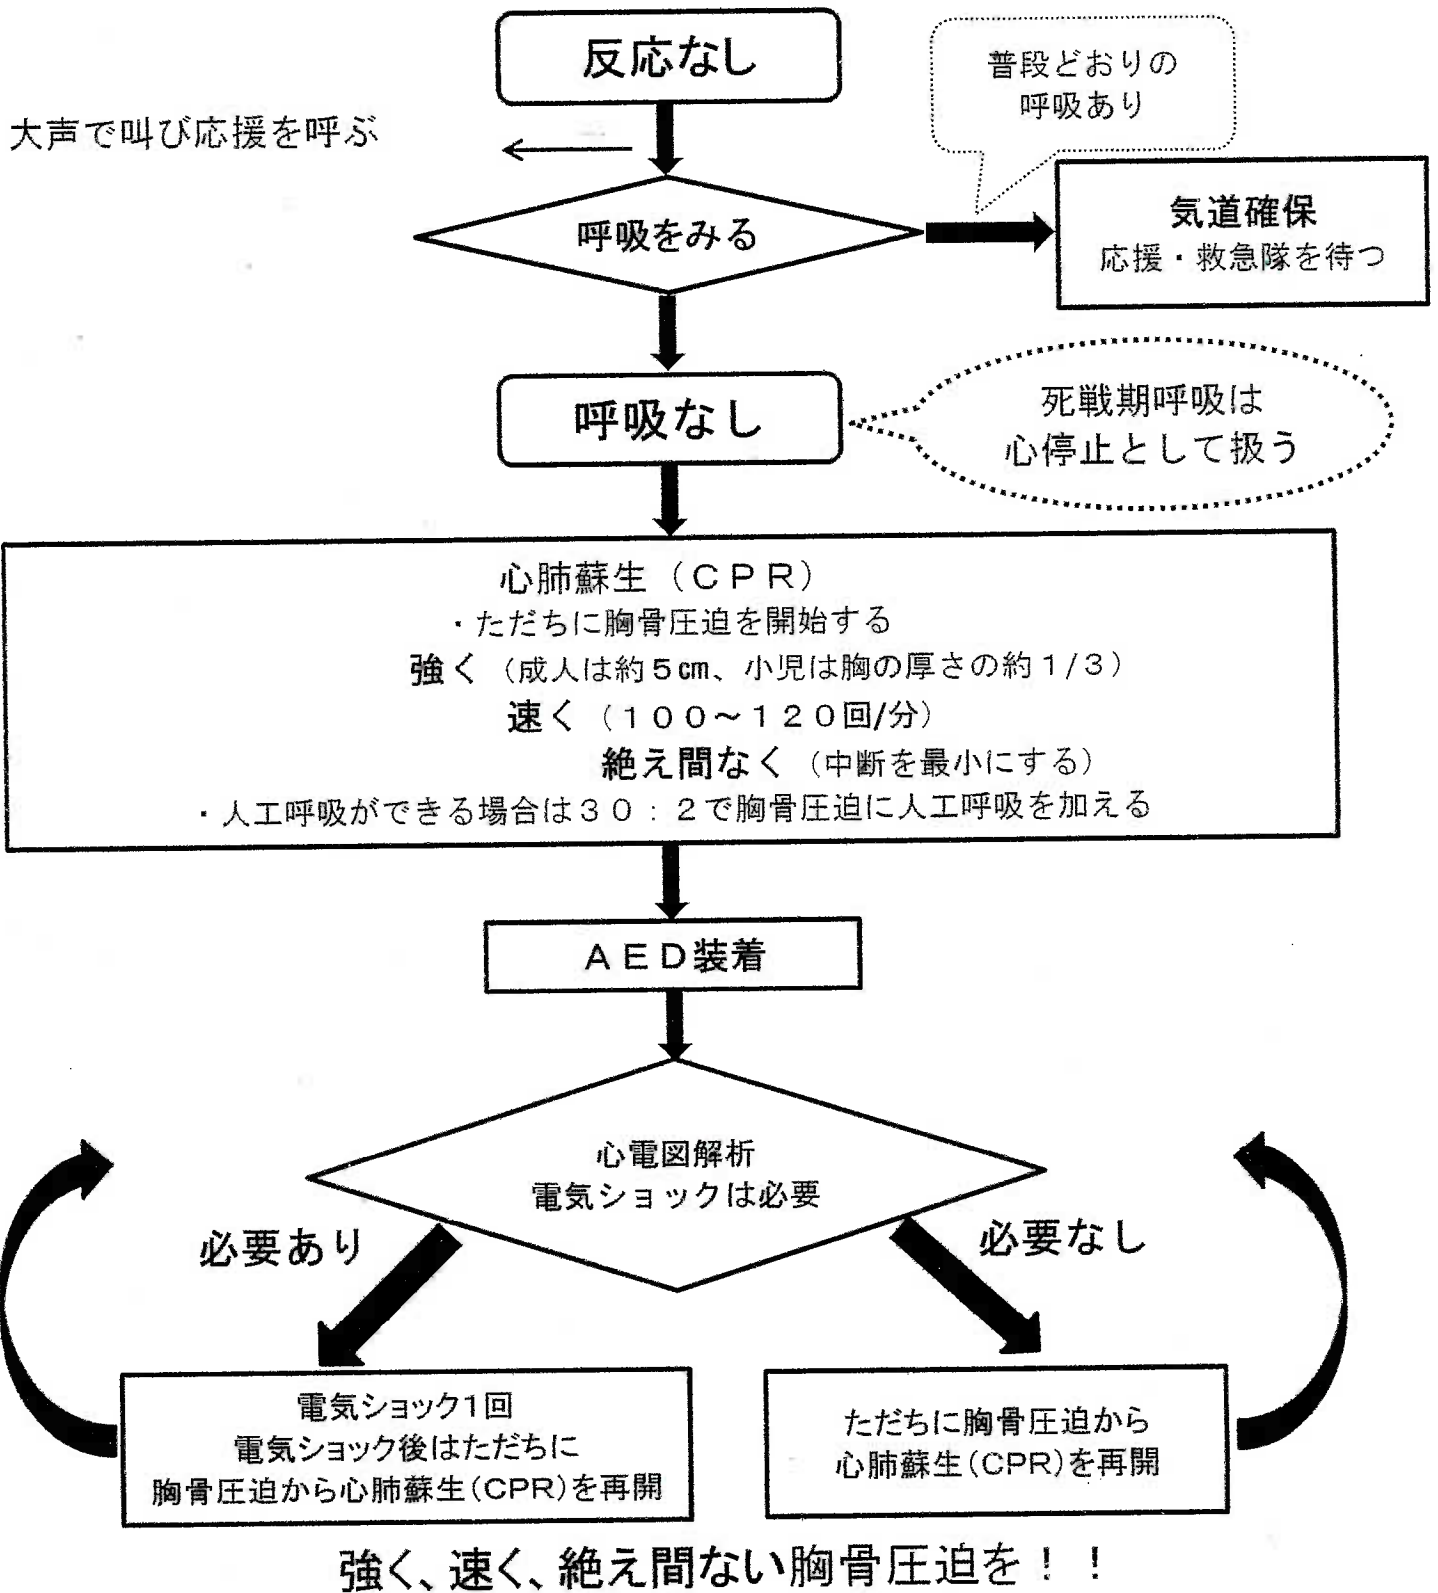 反応なし
普段どおりの
呼吸あり
大声で叫び応援を呼ぶ
呼吸をみる
気道確保
応援・救急隊を待つ
呼吸なし
死戦期呼吸は
心停止として扱う
心肺蘇生（ＣＰＲ）
・ただちに胸骨圧迫を開始する
強く（成人は約５㎝、小児は胸の厚さの約１/３）
速く（１００～１２０回/分）
絶え間なく（中断を最小にする）
・人工呼吸ができる場合は３０：２で胸骨圧迫に人工呼吸を加える
ＡＥＤ装着
心電図解析
電気ショックは必要
必要あり
必要なし
電気ショック１回
電気ショック後はただちに
胸骨圧迫から心肺蘇生(CPR)を再開
ただちに胸骨圧迫から
心肺蘇生(CPR)を再開
強く、速く、絶え間ない胸骨圧迫を！！